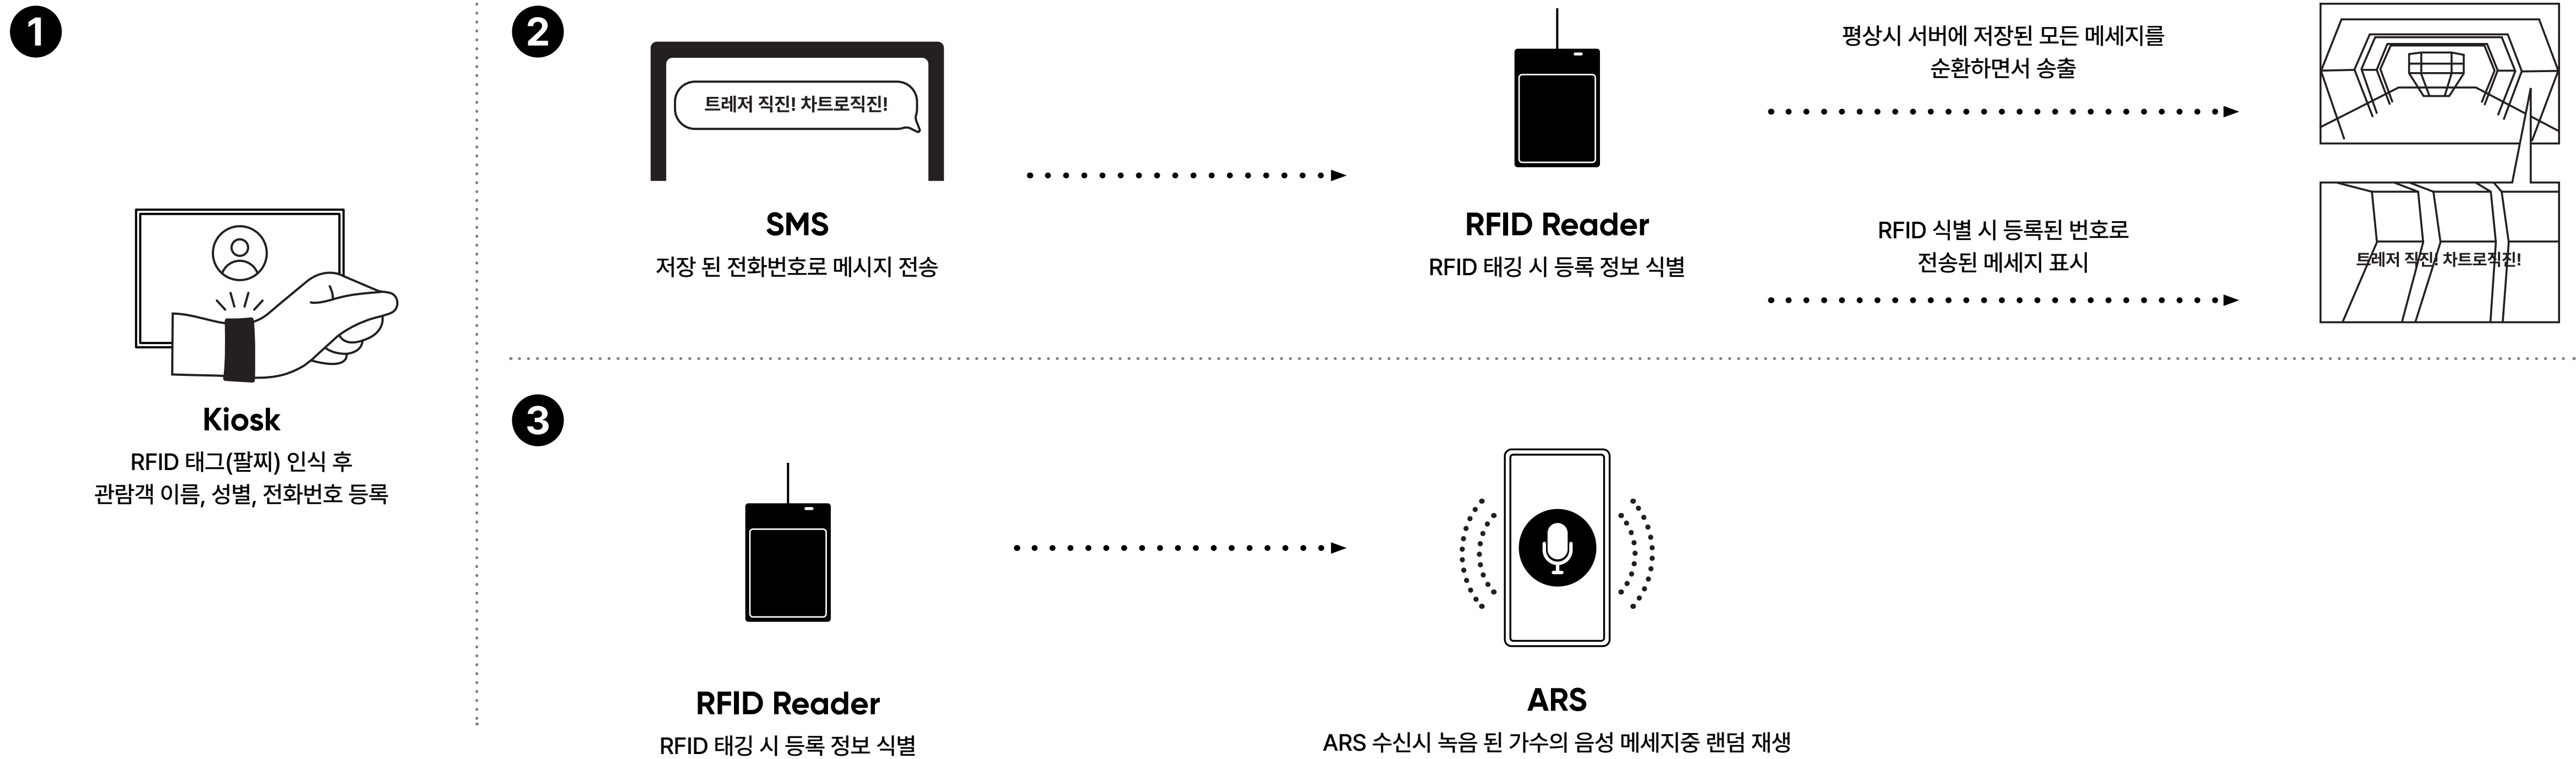 1
Kiosk
RFID 태그(팔찌) 인식 후
관람객 이름, 성별, 전화번호 등록
2
트레저 직진! 차트로직진!
SMS
저장 된 전화번호로 메시지 전송
RFID Reader
RFID 태깅 시 등록 정보 식별
평상시 서버에 저장된 모든 메세지를
순환하면서 송출
RFID 식별 시 등록된 번호로
전송된 메세지 표시
트레저 직진! 차트로직진!
3
RFID Reader
RFID 태깅 시 등록 정보 식별
ARS
ARS 수신시 녹음 된 가수의 음성 메세지중 랜덤 재생